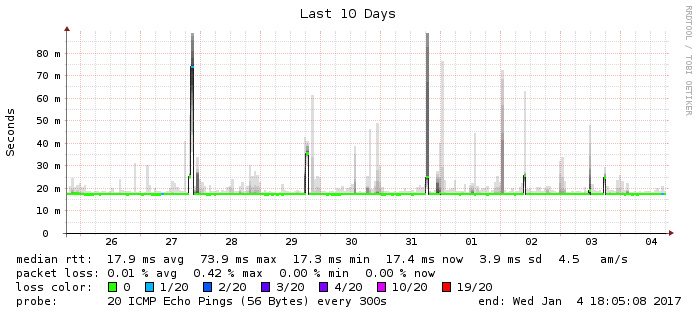 Last 10 Days
RRDTOOL / TOBI OETIKER
Seconds
80 m
70 m
60 m
50 m
40 m
30 m
20 m
10 m
0
26 27 28 29 30 31 01 02 03 04
median rtt: 17.9 ms avg 73.9 ms max 17.3 ms min 17.4 ms now 3.9 ms sd 4.5 am/s
packet loss: 0.01 % avg 0.42 % max 0.00 % min 0.00 % now
loss color: 0 1/20 2/20 3/20 4/20 10/20 19/20
probe: 20 ICMP Echo Pings (56 Bytes) every 300s end: Wed Jan 4 18:05:08 2017